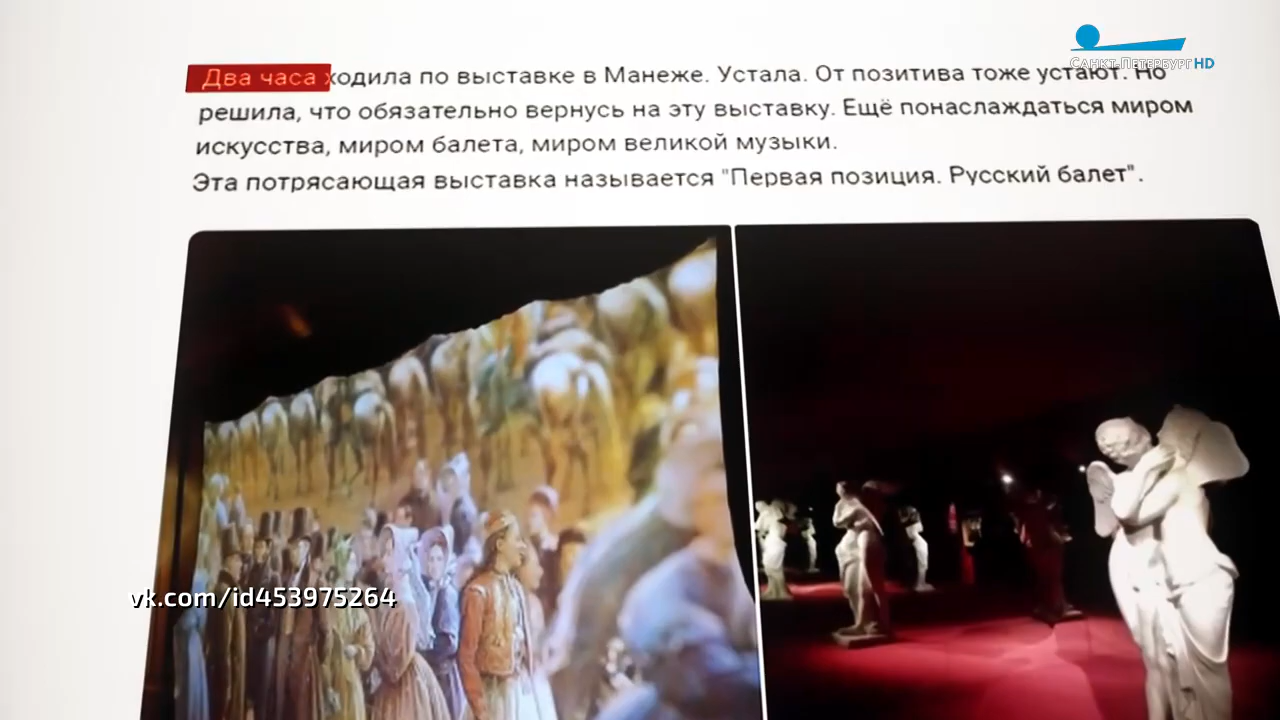 Санкт-Петербург HD
Два часа ходила по выставке в Манеже. Устала. От позитива тоже устают. Но
решила, что обязательно вернусь на эту выставку. Ещё понаслаждаться миром
искусства, миром балета, миром великой музыки.
Эта потрясающая выставка называется "Первая позиция. Русский балет".
vk.com/id453975264